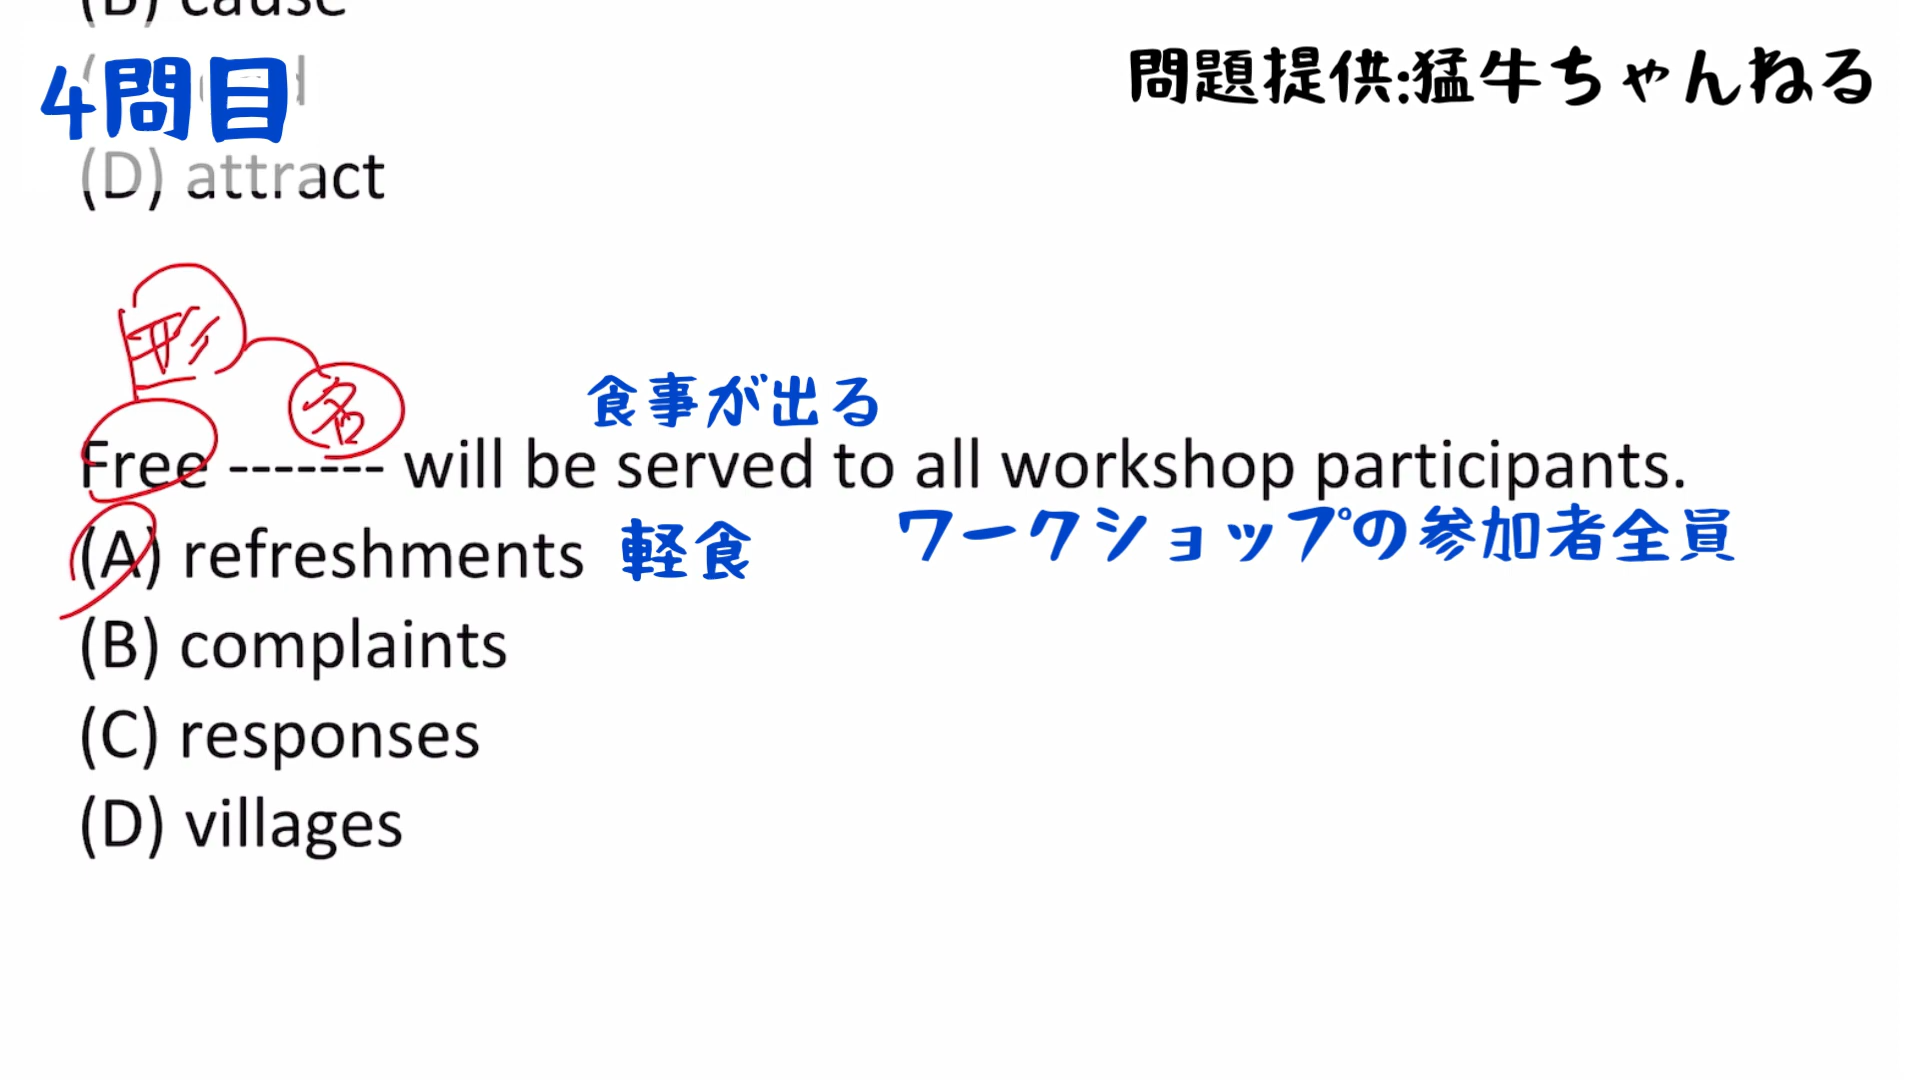 (B) cause
4問目
問題提供:猛牛ちゃんねる
(D) attract
形
名
食事が出る
Free ------- will be served to all workshop participants.
(A) refreshments 軽食
ワークショップの参加者全員
(B) complaints
(C) responses
(D) villages